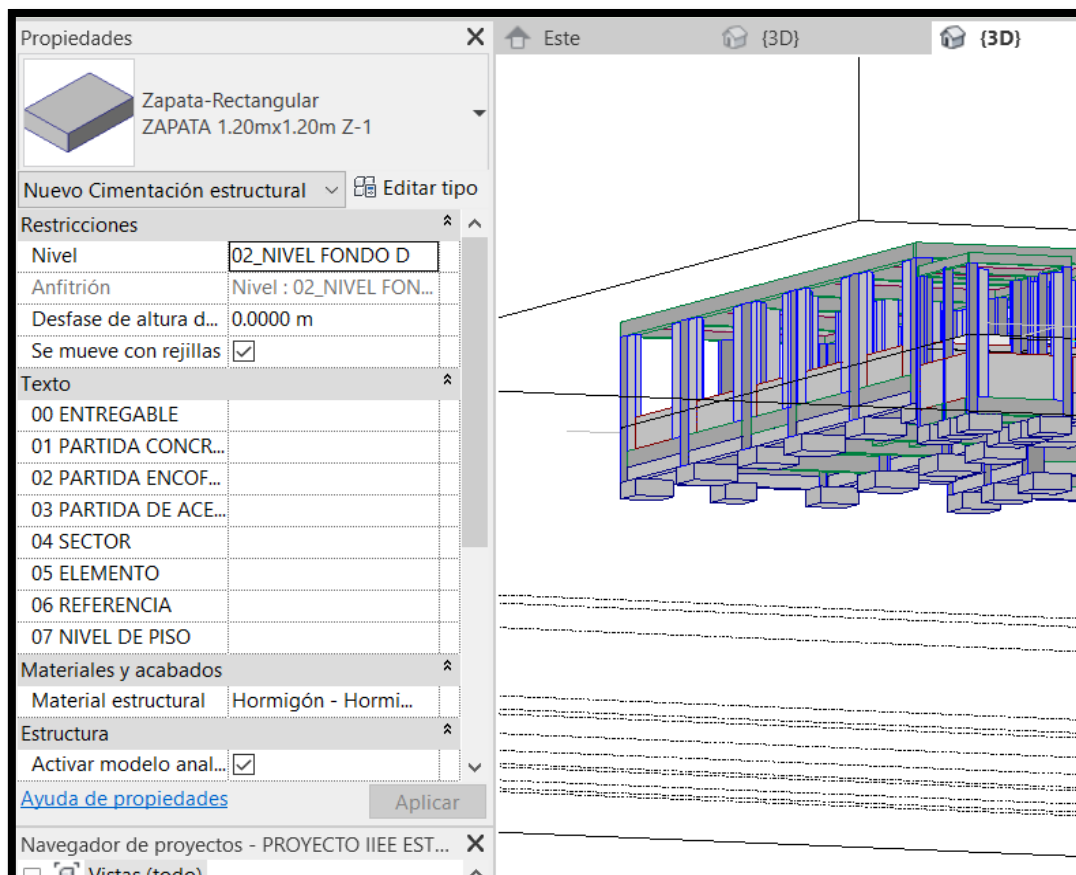 Propiedades
Este
{3D}
{3D}
Zapata-Rectangular
ZAPATA 1.20mx1.20m Z-1
Nuevo Cimentación estructural
Editar tipo
Restricciones
Nivel 02_NIVEL FONDO D
Anfitrión Nivel : 02_NIVEL FON...
Desfase de altura d... 0.0000 m
Se mueve con rejillas
Texto
00 ENTREGABLE
01 PARTIDA CONCR...
02 PARTIDA ENCOF...
03 PARTIDA DE ACE...
04 SECTOR
05 ELEMENTO
06 REFERENCIA
07 NIVEL DE PISO
Materiales y acabados
Material estructural Hormigón - Hormi...
Estructura
Activar modelo anal...
Ayuda de propiedades
Aplicar
Navegador de proyectos - PROYECTO IIEE EST...
Vistas (todo)